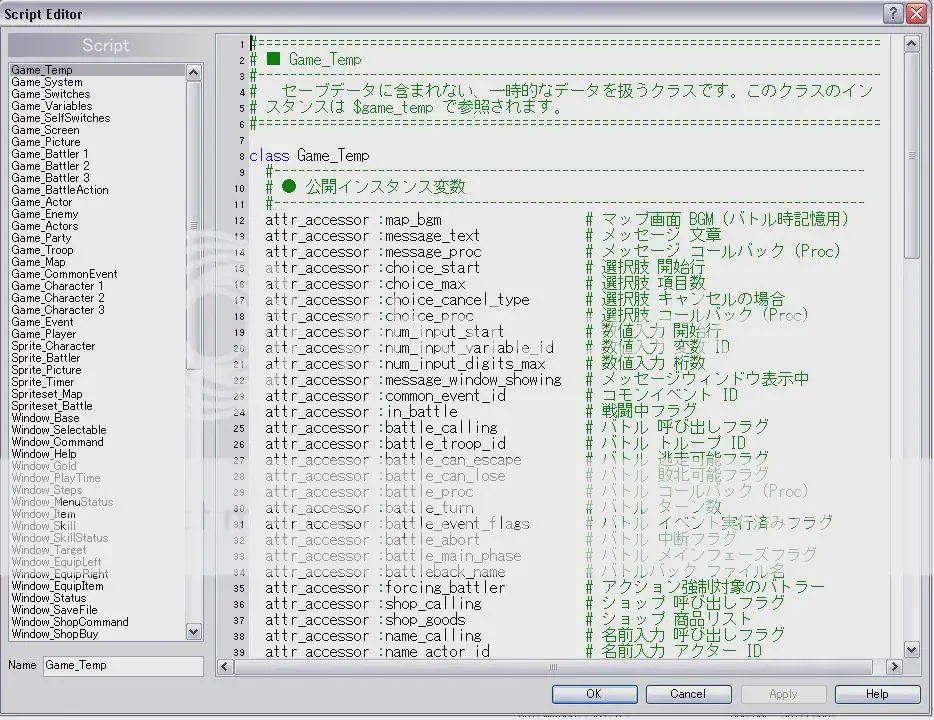 Script Editor
Script
Game_Temp
Game_System
Game_Switches
Game_Variables
Game_SelfSwitches
Game_Screen
Game_Picture
Game_Battler 1
Game_Battler 2
Game_Battler 3
Game_BattleAction
Game_Actor
Game_Enemy
Game_Actors
Game_Party
Game_Troop
Game_Map
Game_CommonEvent
Game_Character 1
Game_Character 2
Game_Character 3
Game_Event
Game_Player
Sprite_Character
Sprite_Battler
Sprite_Picture
Sprite_Timer
Spriteset_Map
Spriteset_Battle
Window_Base
Window_Selectable
Window_Command
Window_Help
Window_Gold
Window_PlayTime
Window_Steps
Window_MenuStatus
Window_Item
Window_Skill
Window_SkillStatus
Window_Target
Window_EquipLeft
Window_EquipRight
Window_EquipItem
Window_Status
Window_SaveFile
Window_ShopCommand
Window_ShopBuy
Name Game_Temp
1 #==============================================================================
2 # ■ Game_Temp
3 #------------------------------------------------------------------------------
4 #  セーブデータに含まれない、一時的なデータを扱うクラスです。このクラスのイン
5 # スタンスは $game_temp で参照されます。
6 #==============================================================================
7
8 class Game_Temp
9 #--------------------------------------------------------------------------
10 # ● 公開インスタンス変数
11 #--------------------------------------------------------------------------
12 attr_accessor :map_bgm # マップ画面 BGM (バトル時記憶用)
13 attr_accessor :message_text # メッセージ 文章
14 attr_accessor :message_proc # メッセージ コールバック (Proc)
15 attr_accessor :choice_start # 選択肢 開始行
16 attr_accessor :choice_max # 選択肢 項目数
17 attr_accessor :choice_cancel_type # 選択肢 キャンセルの場合
18 attr_accessor :choice_proc # 選択肢 コールバック (Proc)
19 attr_accessor :num_input_start # 数値入力 開始行
20 attr_accessor :num_input_variable_id # 数値入力 変数 ID
21 attr_accessor :num_input_digits_max # 数値入力 桁数
22 attr_accessor :message_window_showing # メッセージウィンドウ表示中
23 attr_accessor :common_event_id # コモンイベント ID
24 attr_accessor :in_battle # 戦闘中フラグ
25 attr_accessor :battle_calling # バトル 呼び出しフラグ
26 attr_accessor :battle_troop_id # バトル トループ ID
27 attr_accessor :battle_can_escape # バトル 逃走可能フラグ
28 attr_accessor :battle_can_lose # バトル 敗北可能フラグ
29 attr_accessor :battle_proc # バトル コールバック (Proc)
30 attr_accessor :battle_turn # バトル ターン数
31 attr_accessor :battle_event_flags # バトル イベント実行済みフラグ
32 attr_accessor :battle_abort # バトル 中断フラグ
33 attr_accessor :battle_main_phase # バトル メインフェーズフラグ
34 attr_accessor :battleback_name # バトルバック ファイル名
35 attr_accessor :forcing_battler # アクション強制対象のバトラー
36 attr_accessor :shop_calling # ショップ 呼び出しフラグ
37 attr_accessor :shop_goods # ショップ 商品リスト
38 attr_accessor :name_calling # 名前入力 呼び出しフラグ
39 attr_accessor :name_actor_id # 名前入力 アクター ID
OK Cancel Apply Help